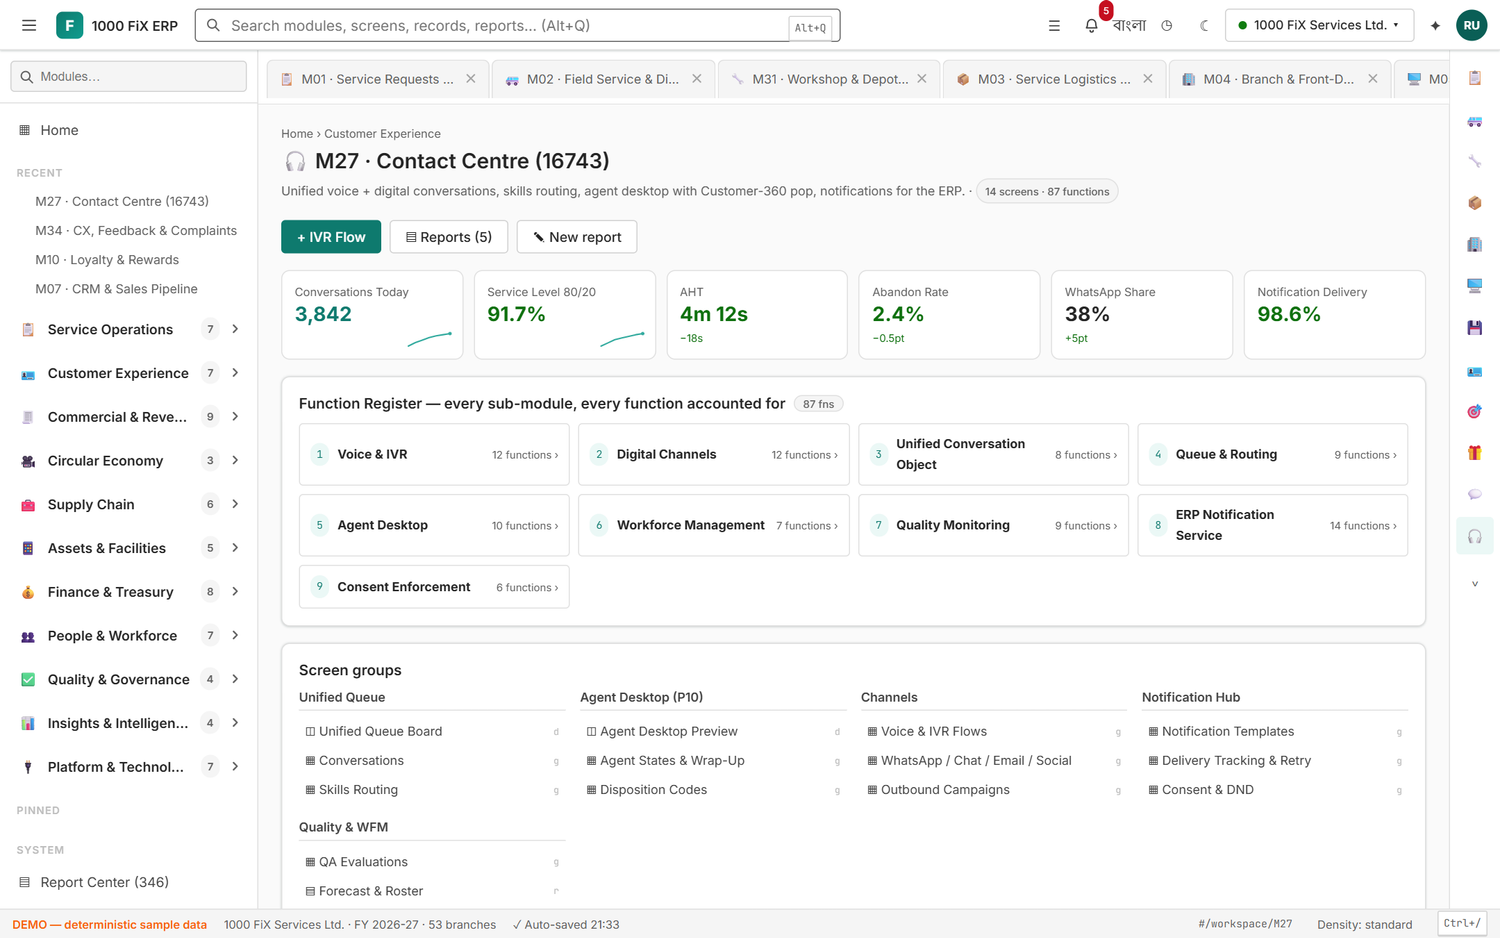 F 1000 FiX ERP
Search modules, screens, records, reports... (Alt+Q)
Alt+Q
5
বাংলা
1000 FiX Services Ltd.
RU
Modules...
Home
RECENT
M27 · Contact Centre (16743)
M34 · CX, Feedback & Complaints
M10 · Loyalty & Rewards
M07 · CRM & Sales Pipeline
Service Operations 7
Customer Experience 7
Commercial & Reve... 9
Circular Economy 3
Supply Chain 6
Assets & Facilities 5
Finance & Treasury 8
People & Workforce 7
Quality & Governance 4
Insights & Intelligen... 4
Platform & Technol... 7
PINNED
SYSTEM
Report Center (346)
M01 · Service Requests ...
M02 · Field Service & Di...
M31 · Workshop & Depot...
M03 · Service Logistics ...
M04 · Branch & Front-D...
M0
Home › Customer Experience
M27 · Contact Centre (16743)
Unified voice + digital conversations, skills routing, agent desktop with Customer-360 pop, notifications for the ERP. · 14 screens · 87 functions
+ IVR Flow
Reports (5)
New report
Conversations Today
3,842
Service Level 80/20
91.7%
AHT
4m 12s
−18s
Abandon Rate
2.4%
−0.5pt
WhatsApp Share
38%
+5pt
Notification Delivery
98.6%
Function Register — every sub-module, every function accounted for 87 fns
1 Voice & IVR 12 functions ›
2 Digital Channels 12 functions ›
3 Unified Conversation Object 8 functions ›
4 Queue & Routing 9 functions ›
5 Agent Desktop 10 functions ›
6 Workforce Management 7 functions ›
7 Quality Monitoring 9 functions ›
8 ERP Notification Service 14 functions ›
9 Consent Enforcement 6 functions ›
Screen groups
Unified Queue
Unified Queue Board d
Conversations g
Skills Routing g
Agent Desktop (P10)
Agent Desktop Preview d
Agent States & Wrap-Up g
Disposition Codes g
Channels
Voice & IVR Flows g
WhatsApp / Chat / Email / Social g
Outbound Campaigns g
Notification Hub
Notification Templates g
Delivery Tracking & Retry g
Consent & DND g
Quality & WFM
QA Evaluations g
Forecast & Roster r
DEMO — deterministic sample data
1000 FiX Services Ltd. · FY 2026-27 · 53 branches
✓ Auto-saved 21:33
#/workspace/M27
Density: standard
Ctrl+/